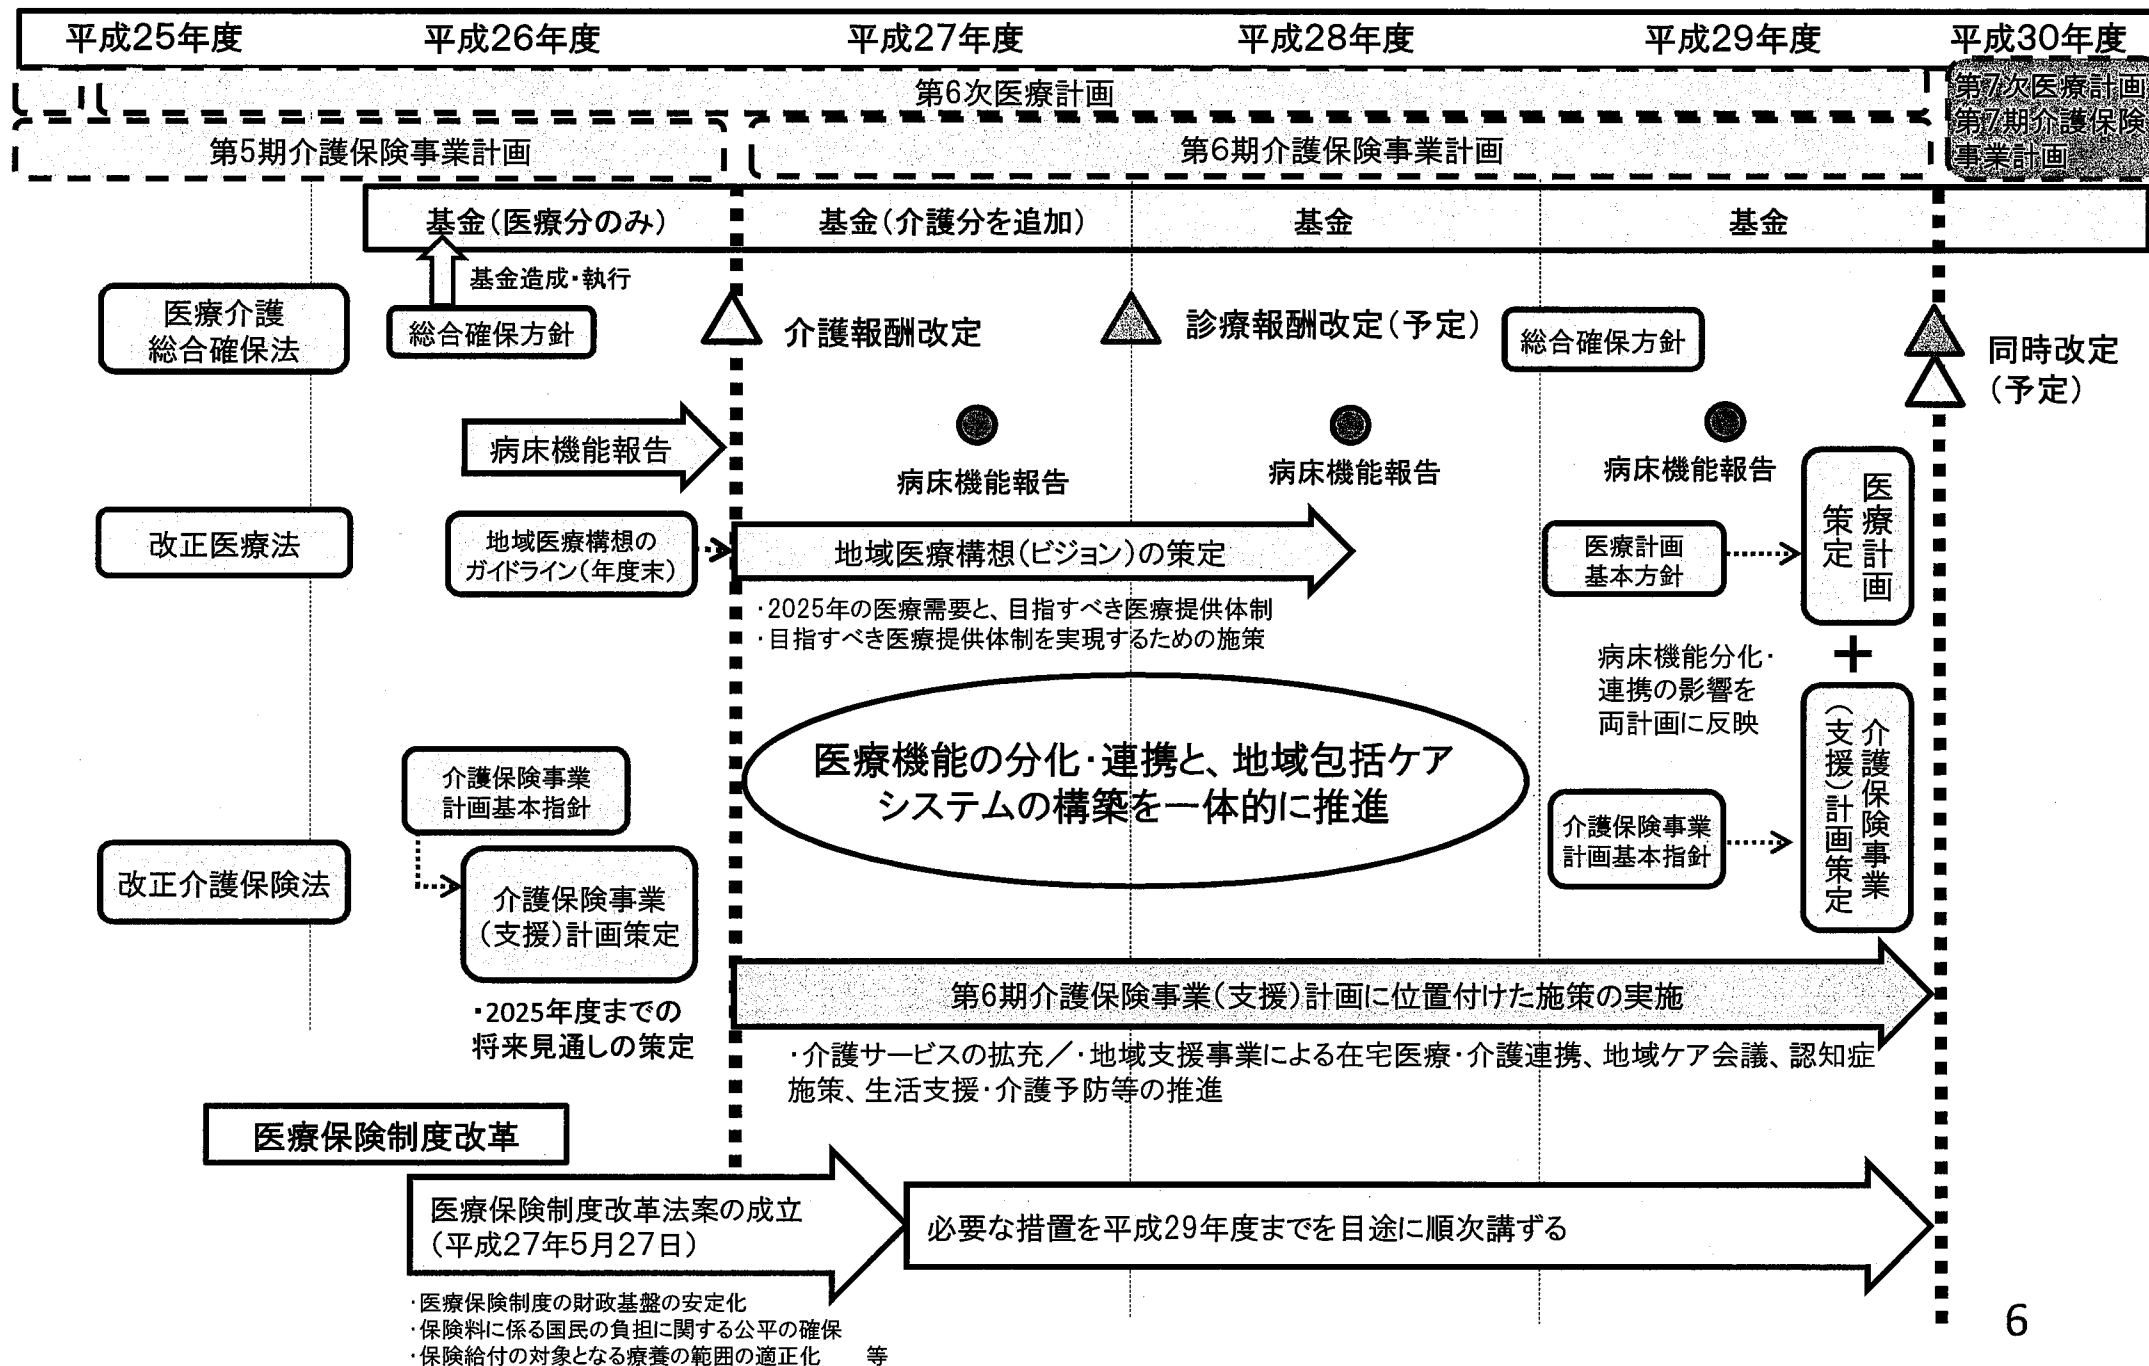 平成25年度
平成26年度
平成27年度
平成28年度
平成29年度
平成30年度
第6次医療計画
第7次医療計画
第7期介護保険
事業計画
第5期介護保険事業計画
第6期介護保険事業計画
基金(医療分のみ)
基金(介護分を追加)
基金
基金
基金造成・執行
医療介護
総合確保法
総合確保方針
介護報酬改定
診療報酬改定(予定)
総合確保方針
同時改定
(予定)
病床機能報告
病床機能報告
病床機能報告
病床機能報告
改正医療法
地域医療構想の
ガイドライン(年度末)
地域医療構想(ビジョン)の策定
・2025年の医療需要と、目指すべき医療提供体制
・目指すべき医療提供体制を実現するための施策
医療計画
基本方針
医療計画
策定
+
病床機能分化・
連携の影響を
両計画に反映
医療機能の分化・連携と、地域包括ケア
システムの構築を一体的に推進
介護保険事業
計画基本指針
介護保険事業
計画基本指針
介護保険事業
(支援)計画策定
改正介護保険法
介護保険事業
(支援)計画策定
・2025年度までの
将来見通しの策定
第6期介護保険事業(支援)計画に位置付けた施策の実施
・介護サービスの拡充/・地域支援事業による在宅医療・介護連携、地域ケア会議、認知症
施策、生活支援・介護予防等の推進
医療保険制度改革
医療保険制度改革法案の成立
(平成27年5月27日)
必要な措置を平成29年度までを目途に順次講ずる
・医療保険制度の財政基盤の安定化
・保険料に係る国民の負担に関する公平の確保
・保険給付の対象となる療養の範囲の適正化 等
6